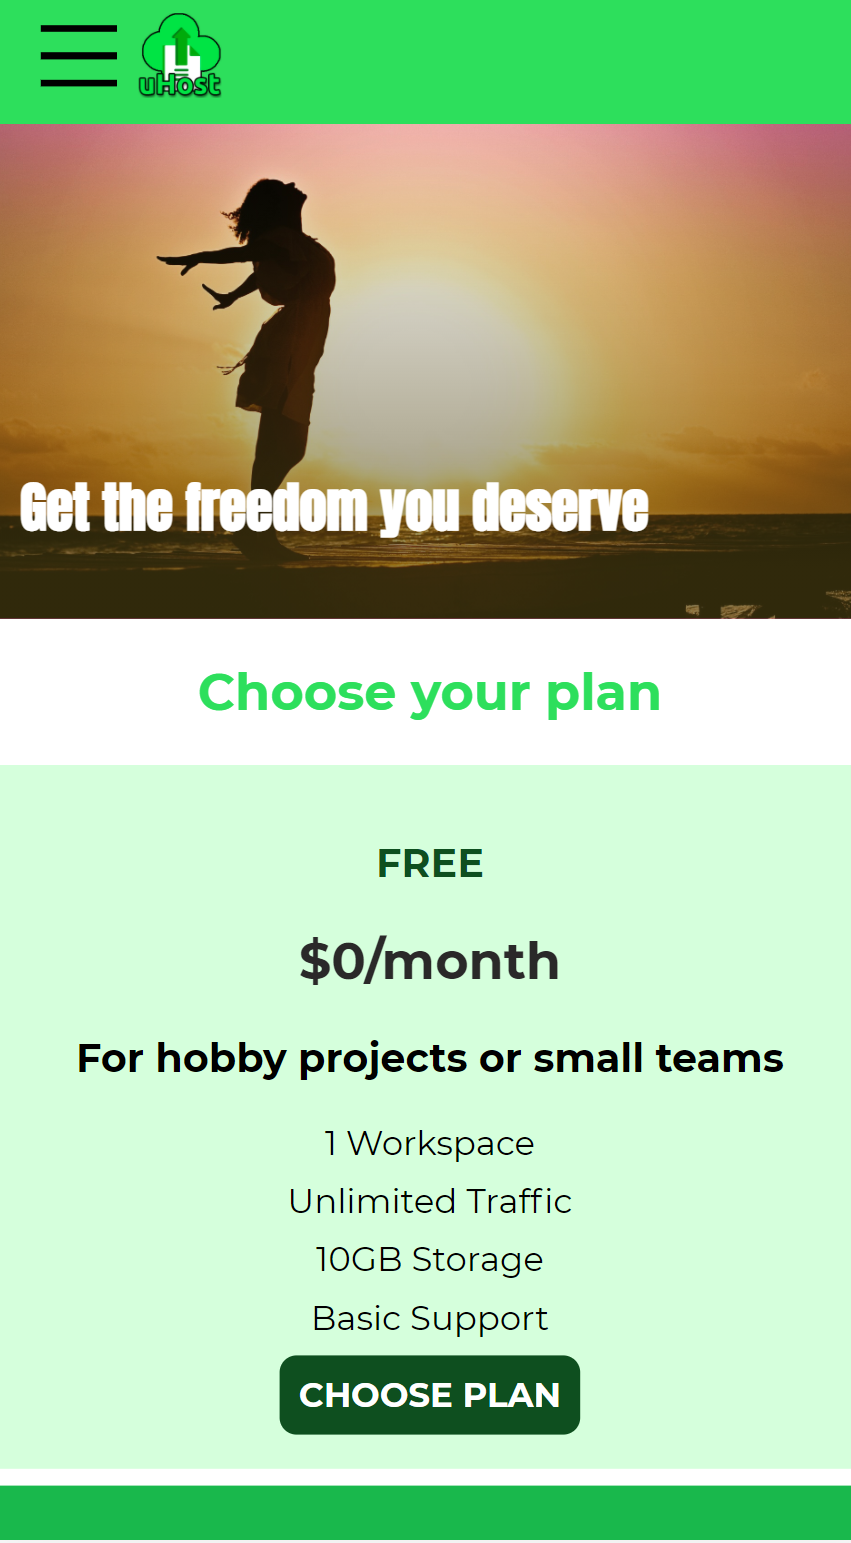 uHost
Get the freedom you deserve
Choose your plan
FREE
$0/month
For hobby projects or small teams
1 Workspace
Unlimited Traffic
10GB Storage
Basic Support
CHOOSE PLAN